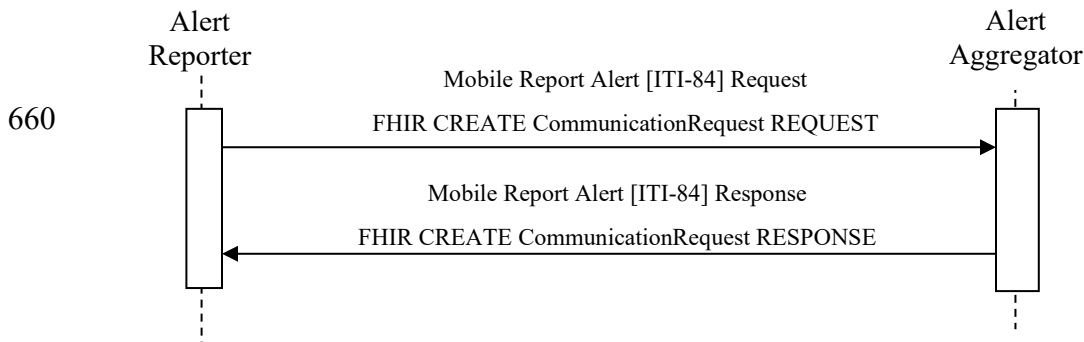 Alert
Reporter
Alert
Aggregator
Mobile Report Alert [ITI-84] Request
660
FHIR CREATE CommunicationRequest REQUEST
Mobile Report Alert [ITI-84] Response
FHIR CREATE CommunicationRequest RESPONSE